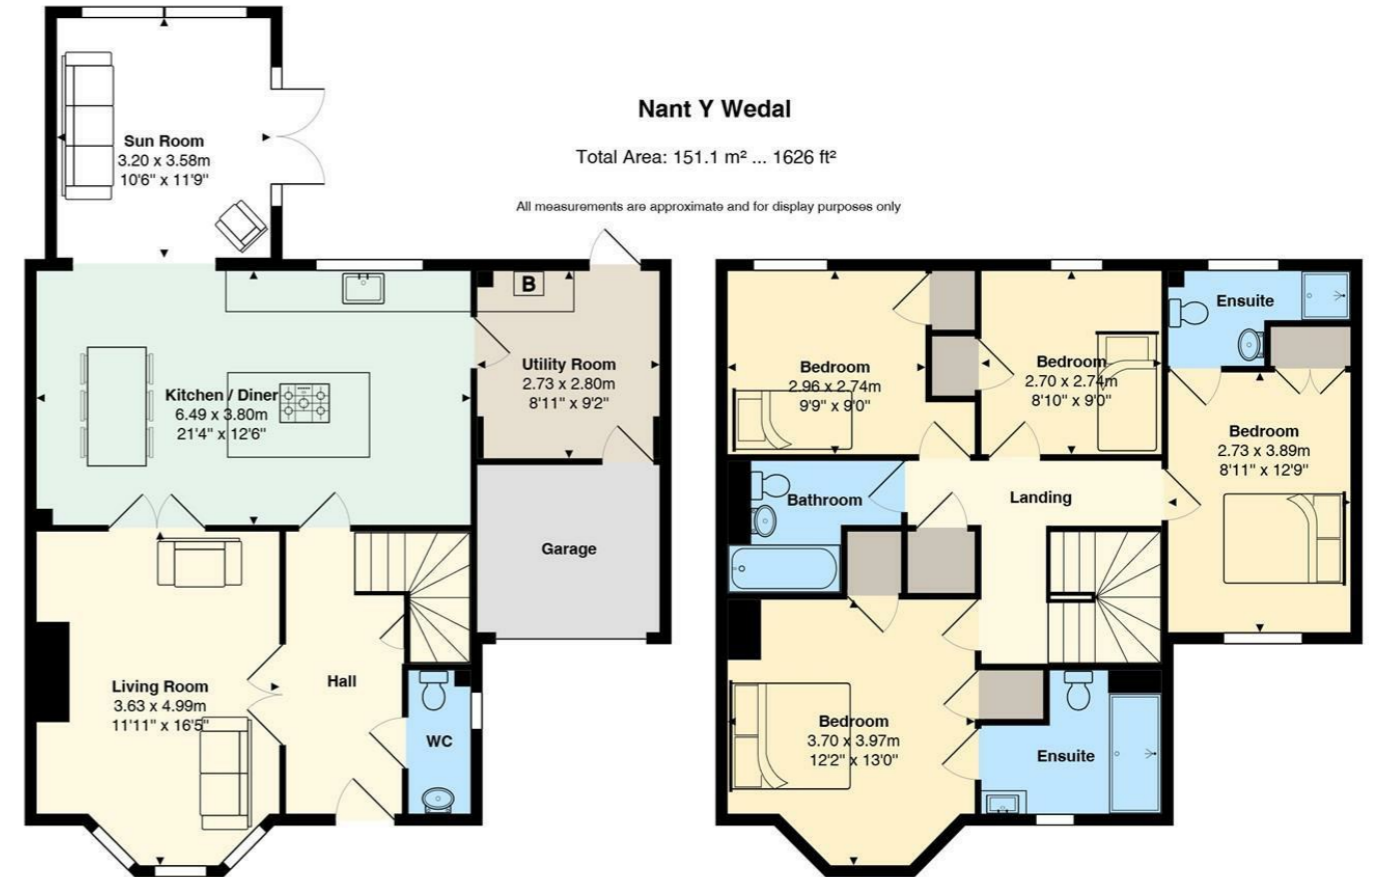 Nant Y Wedal
Total Area: 151.1 m² ... 1626 ft²
All measurements are approximate and for display purposes only
Sun Room
3.20 x 3.58m
10'6" x 11'9"
Kitchen / Diner
6.49 x 3.80m
21'4" x 12'6"
B
Utility Room
2.73 x 2.80m
8'11" x 9'2"
Garage
Living Room
3.63 x 4.99m
11'11" x 16'5"
Hall
WC
Bedroom
2.96 x 2.74m
9'9" x 9'0"
Bedroom
2.70 x 2.74m
8'10" x 9'0"
Ensuite
Bedroom
2.73 x 3.89m
8'11" x 12'9"
Bathroom
Landing
Bedroom
3.70 x 3.97m
12'2" x 13'0"
Ensuite